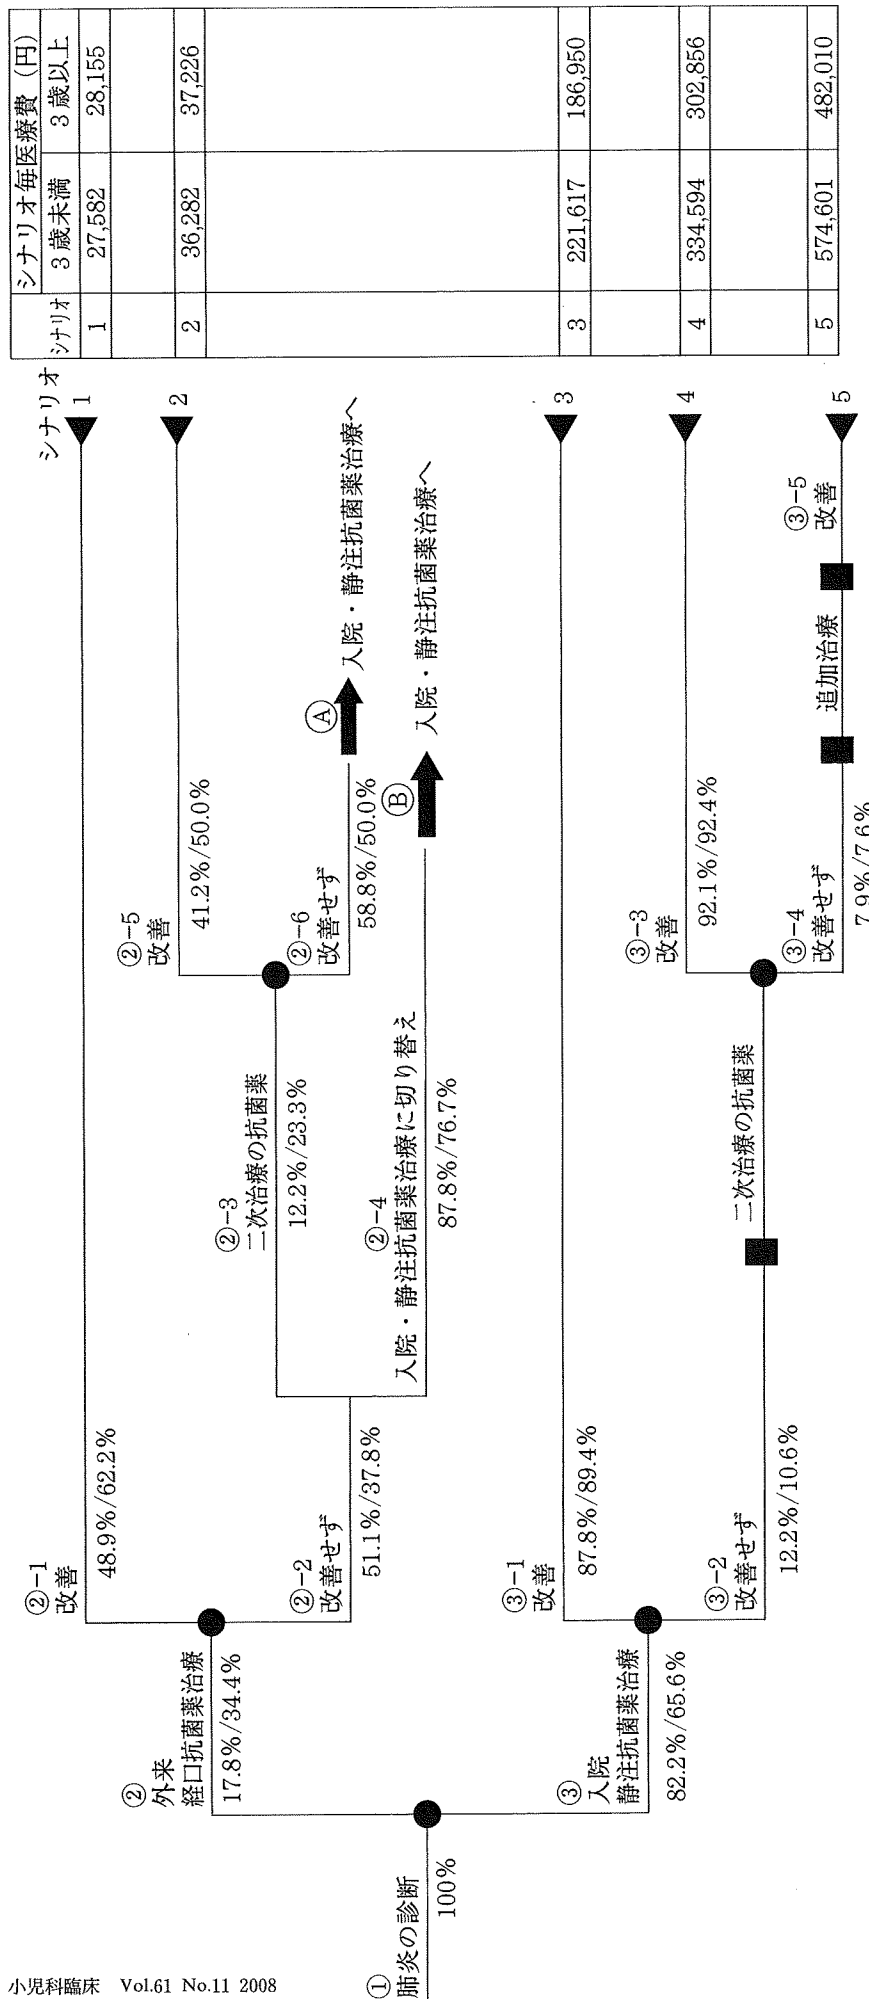 小児科臨床 Vol.61 No.11 2008
①
肺炎の診断
100%
②
外来
経口抗菌薬治療
17.8%/34.4%
③
入院
静注抗菌薬治療
82.2%/65.6%
②-1
改善
48.9%/62.2%
②-2
改善せず
51.1%/37.8%
②-3
二次治療の抗菌薬
12.2%/23.3%
②-4
入院・静注抗菌薬治療に切り替え
87.8%/76.7%
②-5
改善
41.2%/50.0%
②-6
改善せず
58.8%/50.0%
Ⓐ
入院・静注抗菌薬治療へ
Ⓑ
入院・静注抗菌薬治療へ
③-1
改善
87.8%/89.4%
③-2
改善せず
12.2%/10.6%
二次治療の抗菌薬
③-3
改善
92.1%/92.4%
③-4
改善せず
7.9%/7.6%
追加治療
③-5
改善
シナリオ
1
2
3
4
5
シナリオ毎医療費（円）
シナリオ 3歳未満 3歳以上
1 27,582 28,155
2 36,282 37,226
3 221,617 186,950
4 334,594 302,856
5 574,601 482,010